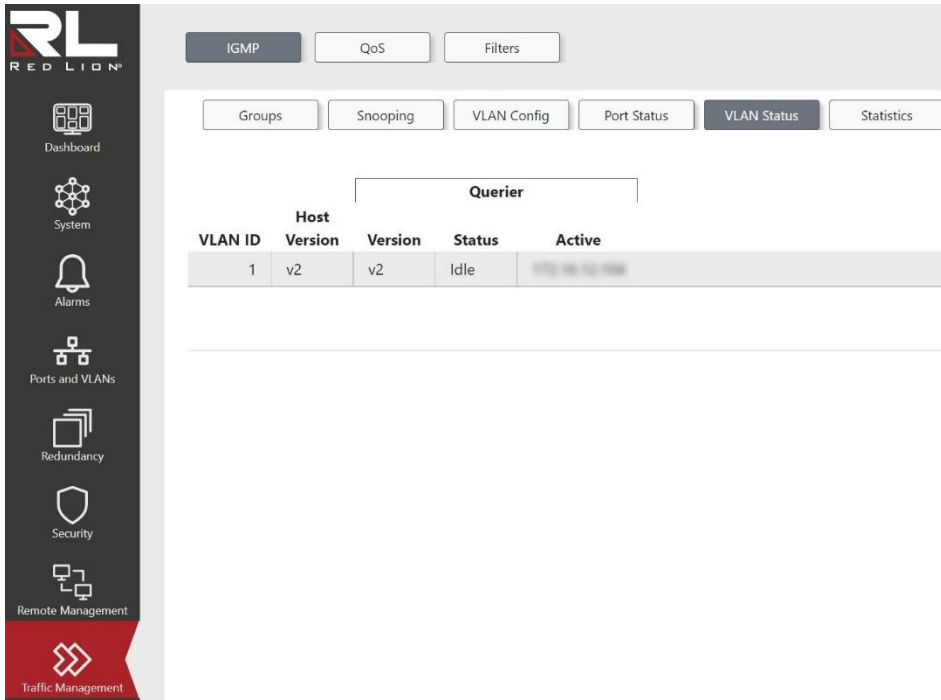 RL
RED LION®
IGMP
QoS
Filters
Groups
Snooping
VLAN Config
Port Status
VLAN Status
Statistics
Dashboard
System
Alarms
Ports and VLANs
Redundancy
Security
Remote Management
Traffic Management
Querier
VLAN ID
Host Version
Version
Status
Active
1 v2 v2 Idle